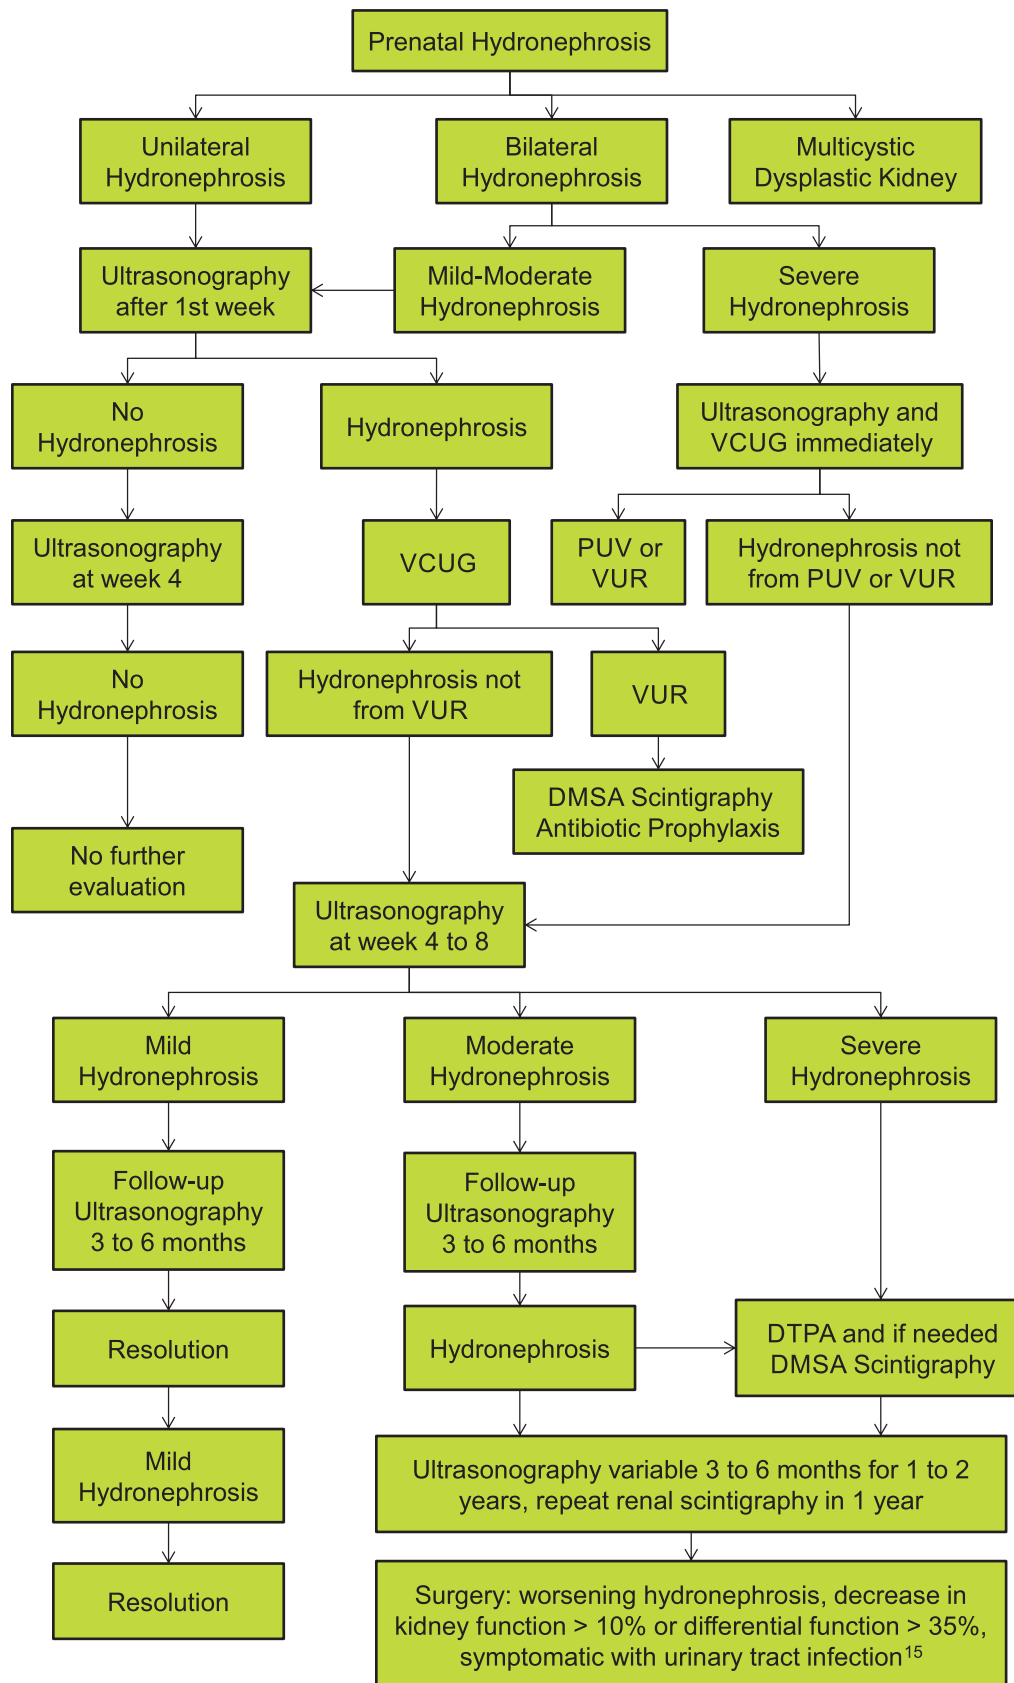 Prenatal Hydronephrosis
Unilateral
Hydronephrosis
Bilateral
Hydronephrosis
Multicystic
Dysplastic Kidney
Ultrasonography
after 1st week
Mild-Moderate
Hydronephrosis
Severe
Hydronephrosis
No
Hydronephrosis
Hydronephrosis
Ultrasonography and
VCUG immediately
Ultrasonography
at week 4
VCUG
PUV or
VUR
Hydronephrosis not
from PUV or VUR
No
Hydronephrosis
Hydronephrosis not
from VUR
VUR
DMSA Scintigraphy
Antibiotic Prophylaxis
No further
evaluation
Ultrasonography
at week 4 to 8
Mild
Hydronephrosis
Moderate
Hydronephrosis
Severe
Hydronephrosis
Follow-up
Ultrasonography
3 to 6 months
Follow-up
Ultrasonography
3 to 6 months
Resolution
Hydronephrosis
DTPA and if needed
DMSA Scintigraphy
Mild
Hydronephrosis
Ultrasonography variable 3 to 6 months for 1 to 2
years, repeat renal scintigraphy in 1 year
Resolution
Surgery: worsening hydronephrosis, decrease in
kidney function > 10% or differential function > 35%,
symptomatic with urinary tract infection¹⁵